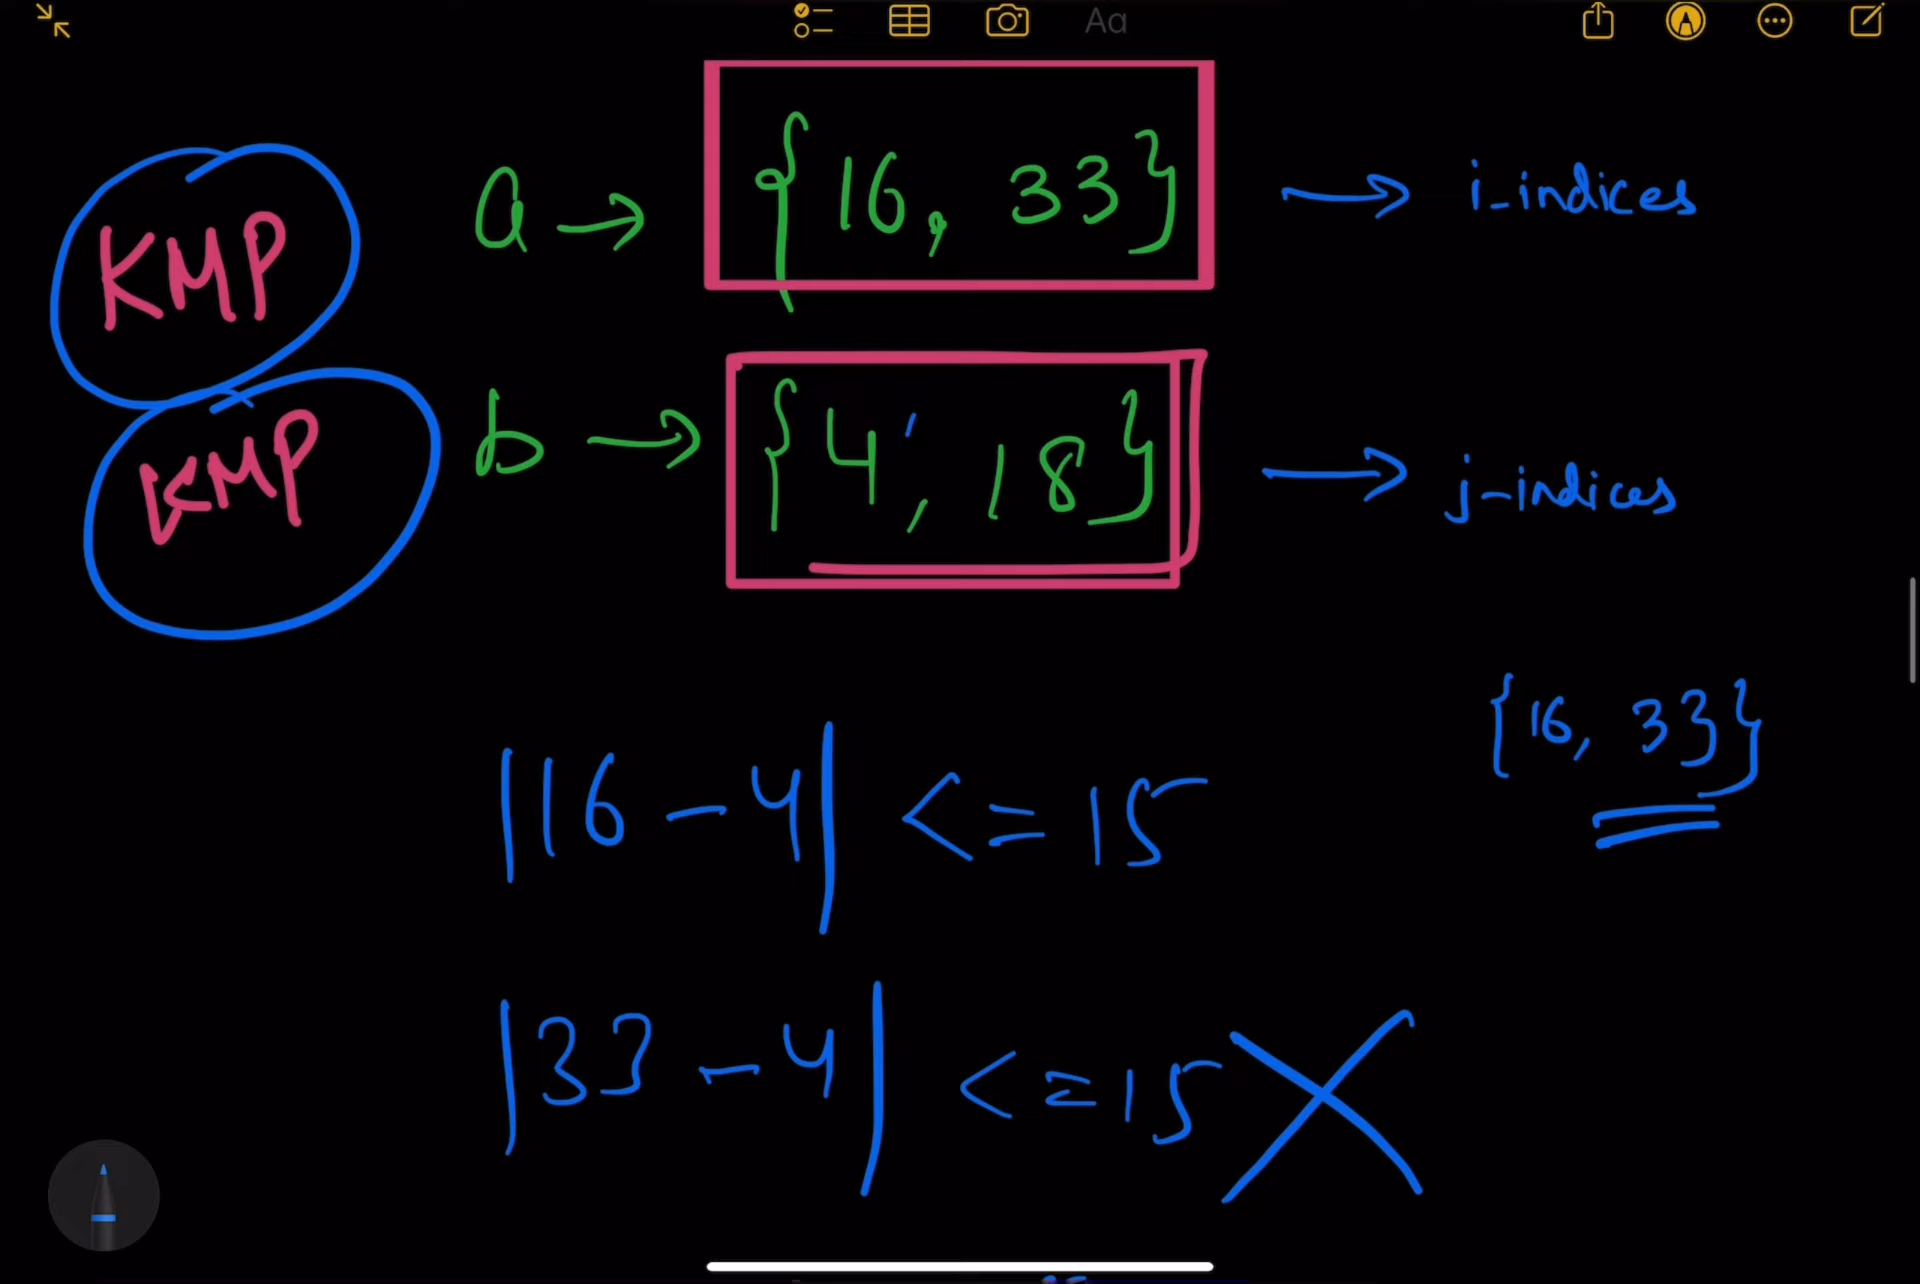 Aa
KMP a → {16, 33} → i_indices
KMP b → {4, 18} → j-indices
{16, 33}
|16 - 4| <= 15
|33 - 4| <= 15 X